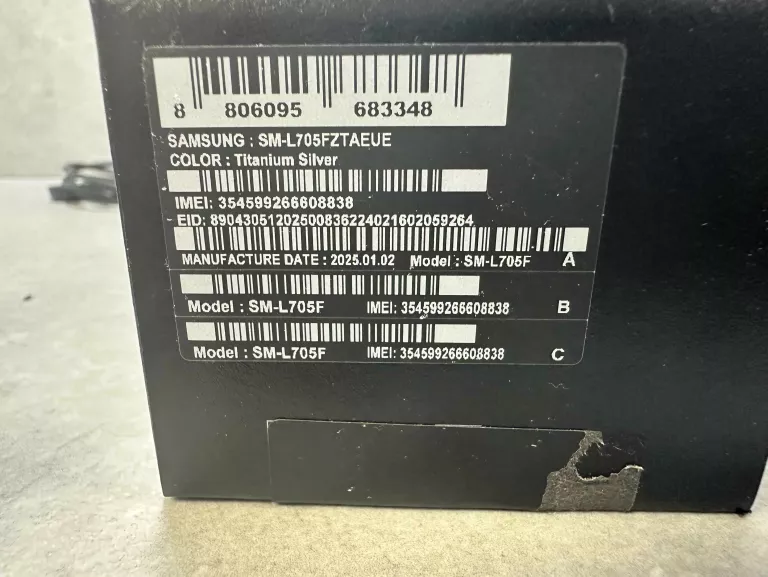 8 806095 683348
SAMSUNG : SM-L705FZTAEUE
COLOR : Titanium Silver
IMEI: 354599266608838
EID: 89043051202500836224021602059264
MANUFACTURE DATE : 2025.01.02 Model : SM-L705F A
Model : SM-L705F IMEI: 354599266608838 B
Model : SM-L705F IMEI: 354599266608838 C